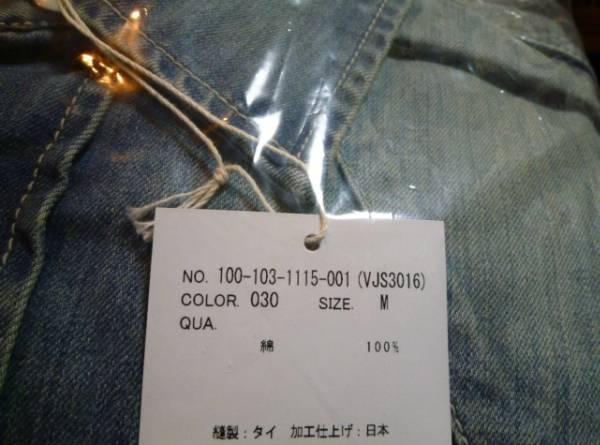 NO. 100-103-1115-001 (VJS3016)
COLOR. 030 SIZE. M
QUA.
綿 100%
縫製：タイ 加工仕上げ：日本